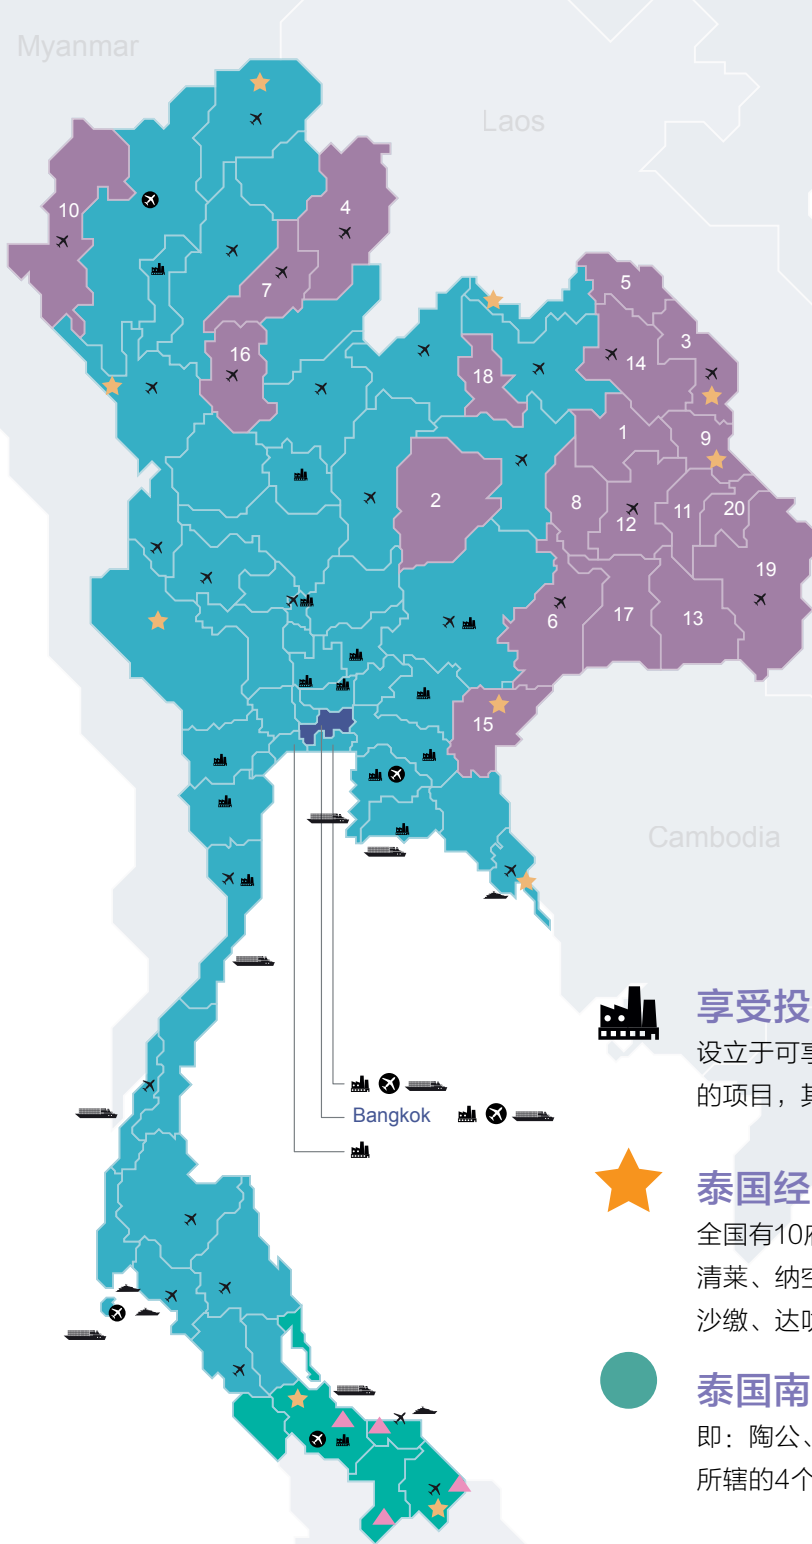 Myanmar
Laos
10
4
7
5
3
16
14
18
1
9
2
8
12
11
20
19
6
17
13
15
Cambodia
Bangkok
享受投
设立于可享
的项目，其
泰国经
全国有10府
清莱、纳空
沙缴、达叻
泰国南
即：陶公、
所辖的4个